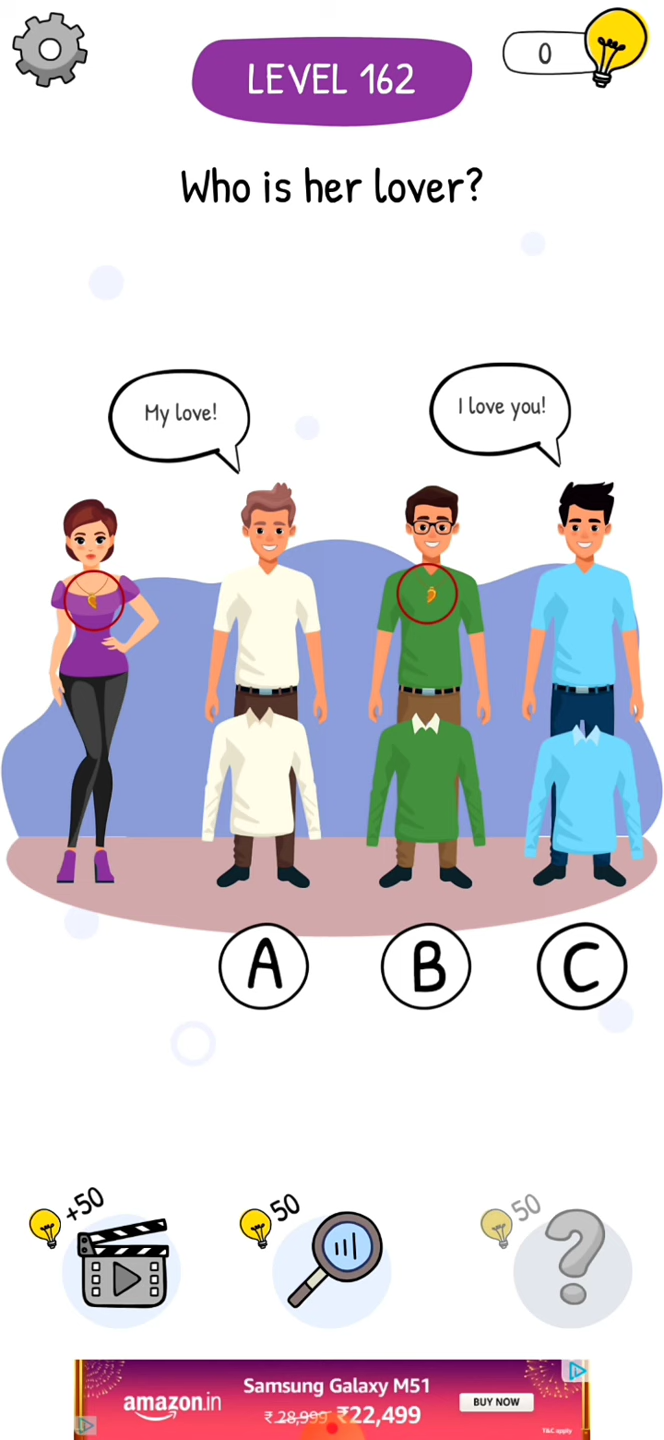 0
LEVEL 162
Who is her lover?
My love!
I love you!
A
B
C
+50
50
50
amazon.in
Samsung Galaxy M51
₹ 28,999 ₹22,499
BUY NOW
T&C apply